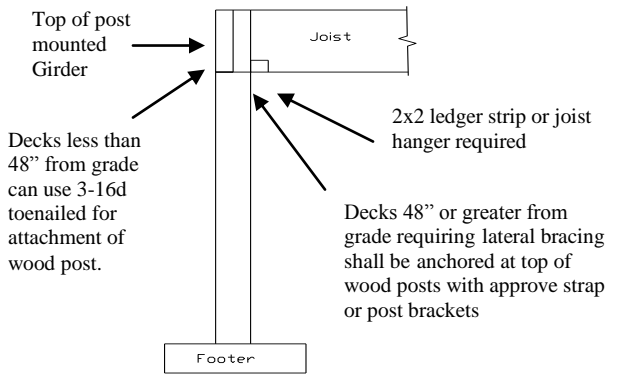 Top of post
mounted
Girder
Joist
Decks less than
48” from grade
can use 3-16d
toenailed for
attachment of
wood post.
2x2 ledger strip or joist
hanger required
Decks 48” or greater from
grade requiring lateral bracing
shall be anchored at top of
wood posts with approve strap
or post brackets
Footer